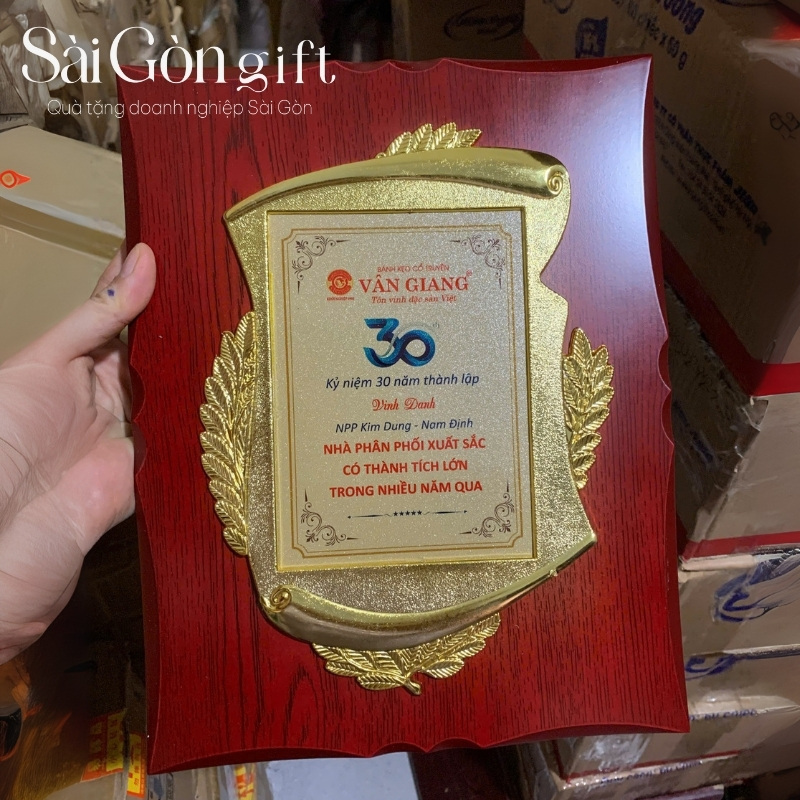 Sài Gòn gift
Quà tặng doanh nghiệp Sài Gòn
BÁNH KẸO CỔ TRUYỀN
VÂN GIANG
Tôn vinh đặc sản Việt
30
Kỷ niệm 30 năm thành lập
Vinh Danh
NPP Kim Dung - Nam Định
NHÀ PHÂN PHỐI XUẤT SẮC
CÓ THÀNH TÍCH LỚN
TRONG NHIỀU NĂM QUA